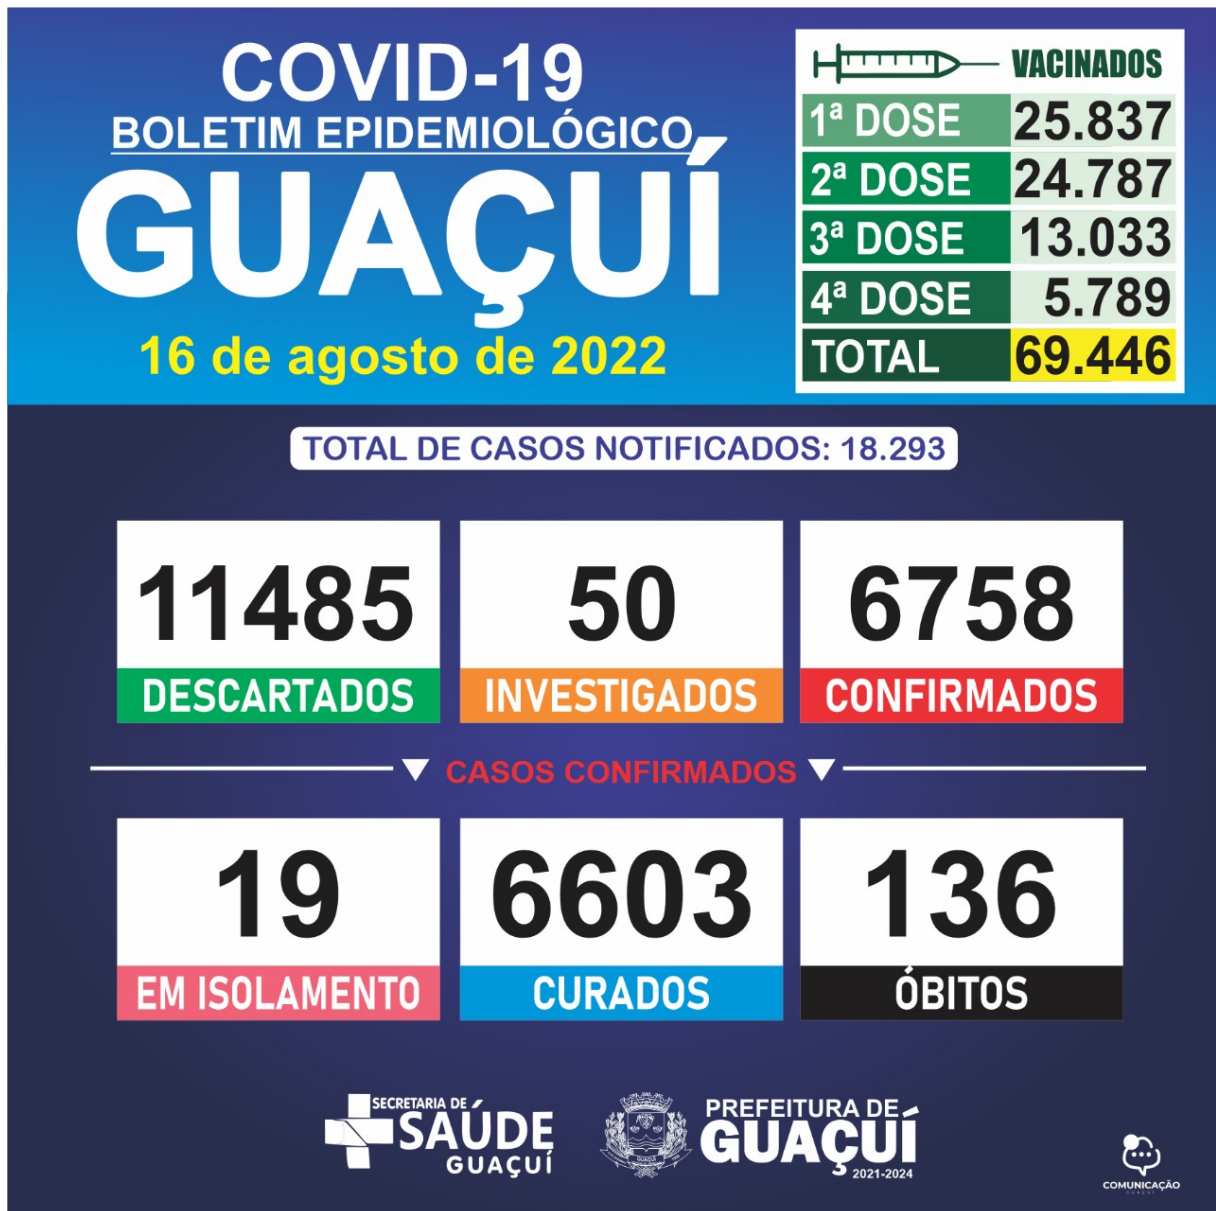 COVID-19
BOLETIM EPIDEMIOLÓGICO
GUAÇUÍ
16 de agosto de 2022
VACINADOS
1ª DOSE 25.837
2ª DOSE 24.787
3ª DOSE 13.033
4ª DOSE 5.789
TOTAL 69.446
TOTAL DE CASOS NOTIFICADOS: 18.293
11485 50 6758
DESCARTADOS INVESTIGADOS CONFIRMADOS
CASOS CONFIRMADOS
19 6603 136
EM ISOLAMENTO CURADOS ÓBITOS
SECRETARIA DE
SAÚDE
GUAÇUÍ
PREFEITURA DE
GUAÇUÍ
2021-2024
COMUNICAÇÃO
GUAÇUÍ